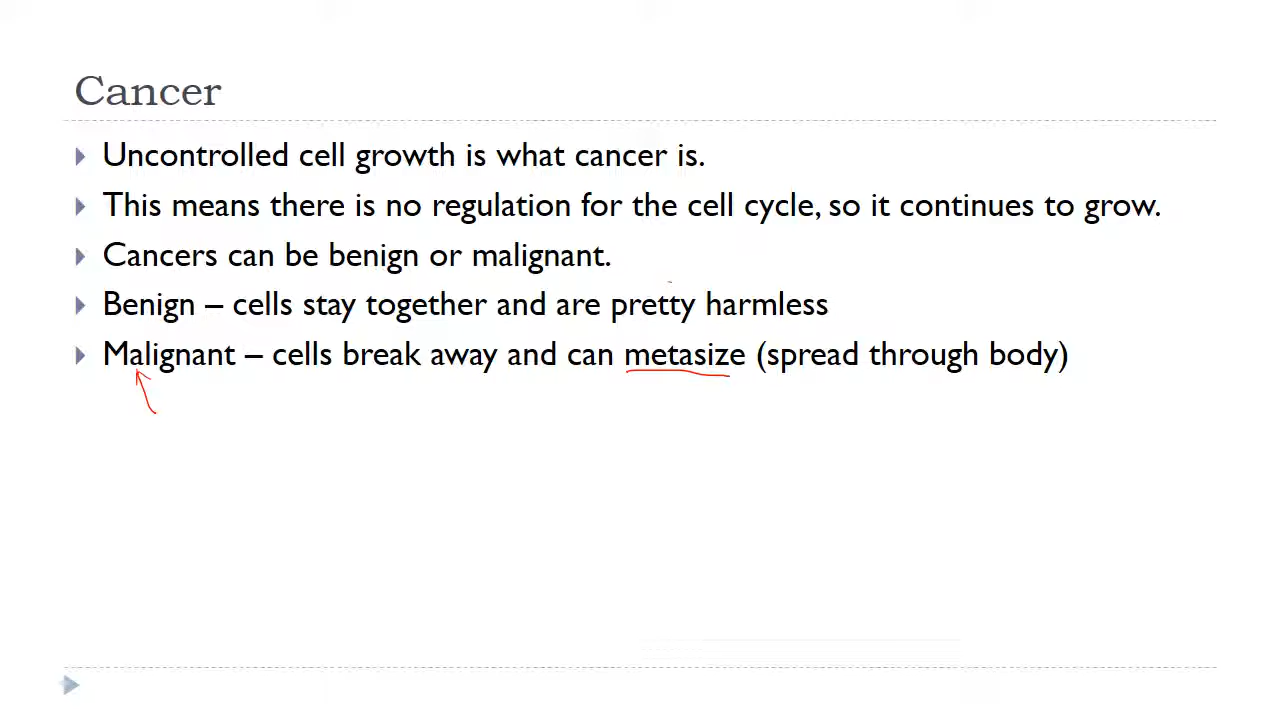 Cancer
Uncontrolled cell growth is what cancer is.
This means there is no regulation for the cell cycle, so it continues to grow.
Cancers can be benign or malignant.
Benign – cells stay together and are pretty harmless
Malignant – cells break away and can metasize (spread through body)